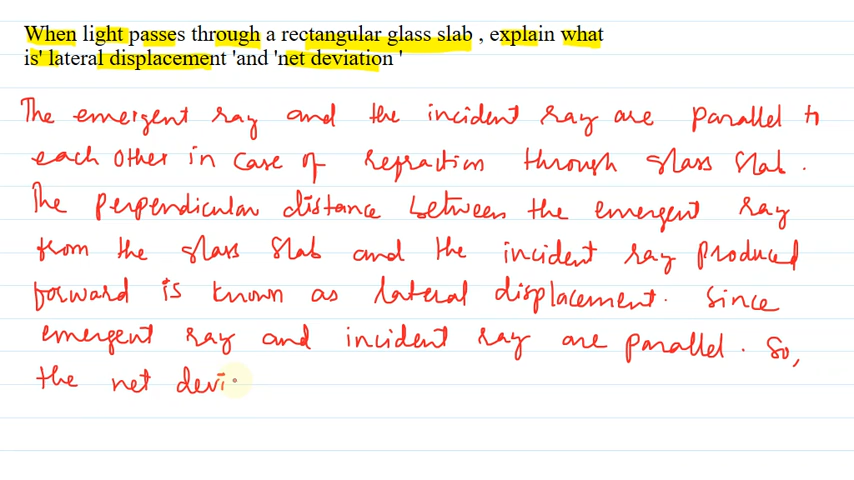 When light passes through a rectangular glass slab , explain what
is' lateral displacement 'and 'net deviation '
The emergent ray and the incident ray are parallel to
each other in case of refraction through glass slab .
The perpendicular distance between the emergent ray
from the glass slab and the incident ray produced
forward is known as lateral displacement. Since
emergent ray and incident ray are parallel. So,
the net devi